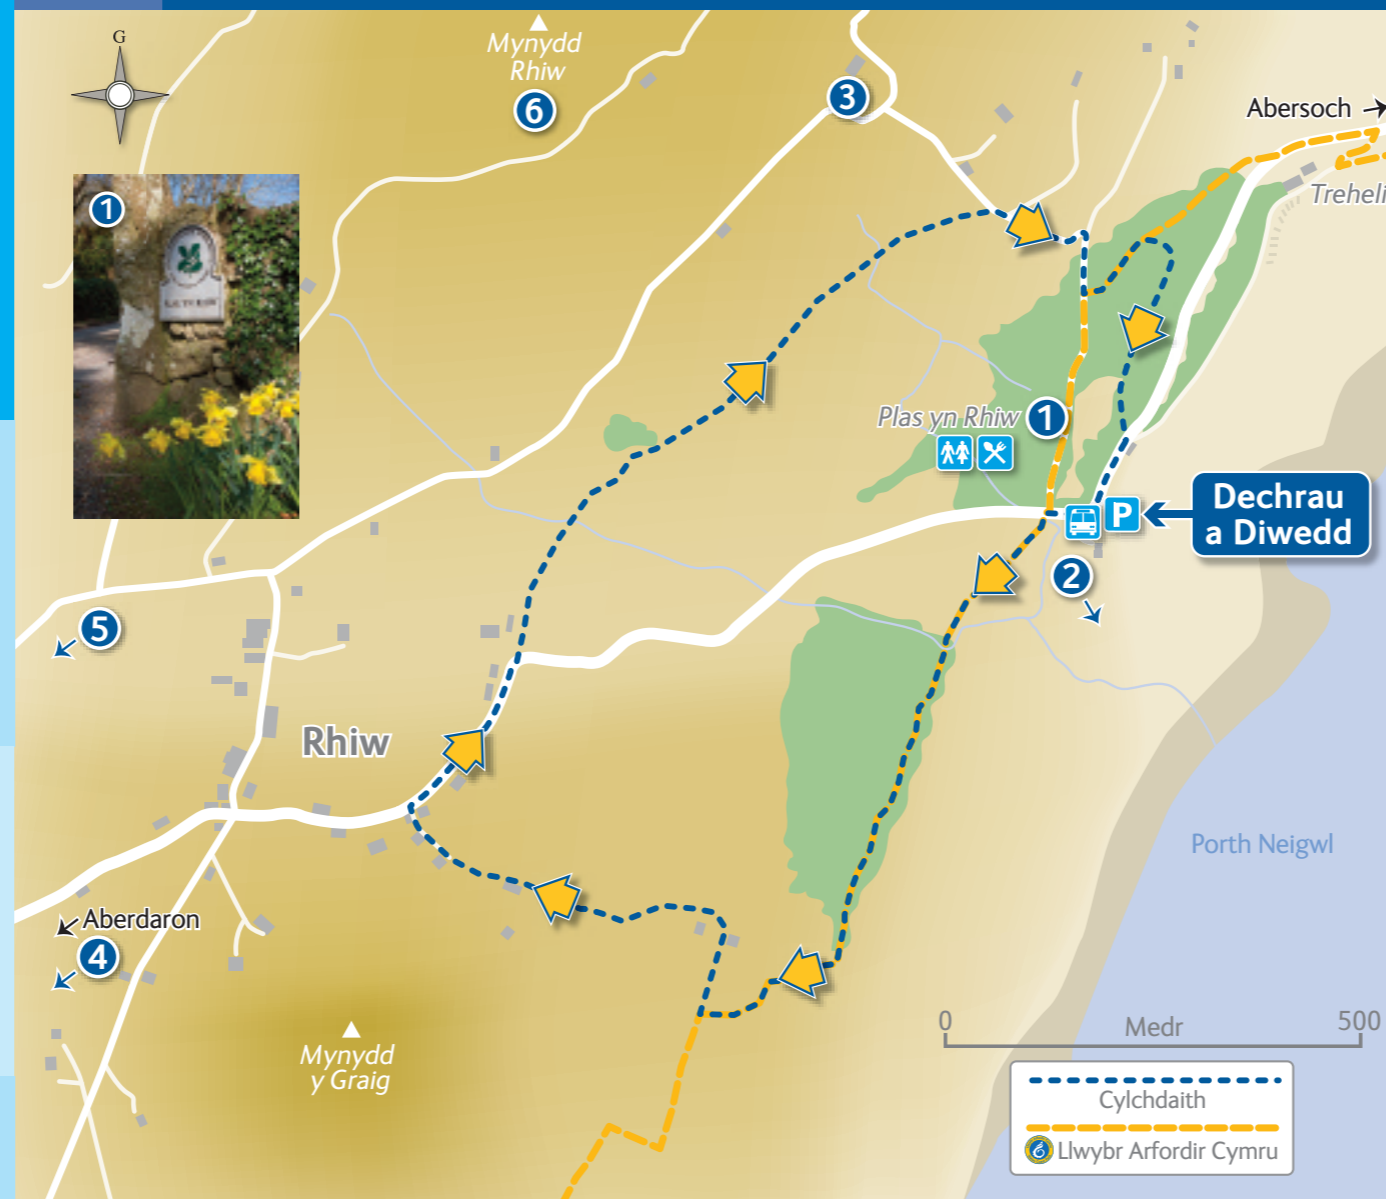 G
Mynydd
Rhiw
6
3
Abersoch
1
Treheli
Plas yn Rhiw
1
P
Dechrau
a Diwedd
2
5
Rhiw
Porth Neigwl
Aberdaron
4
Mynydd
y Graig
0 Medr 500
Cylchdaith
Llwybr Arfordir Cymru